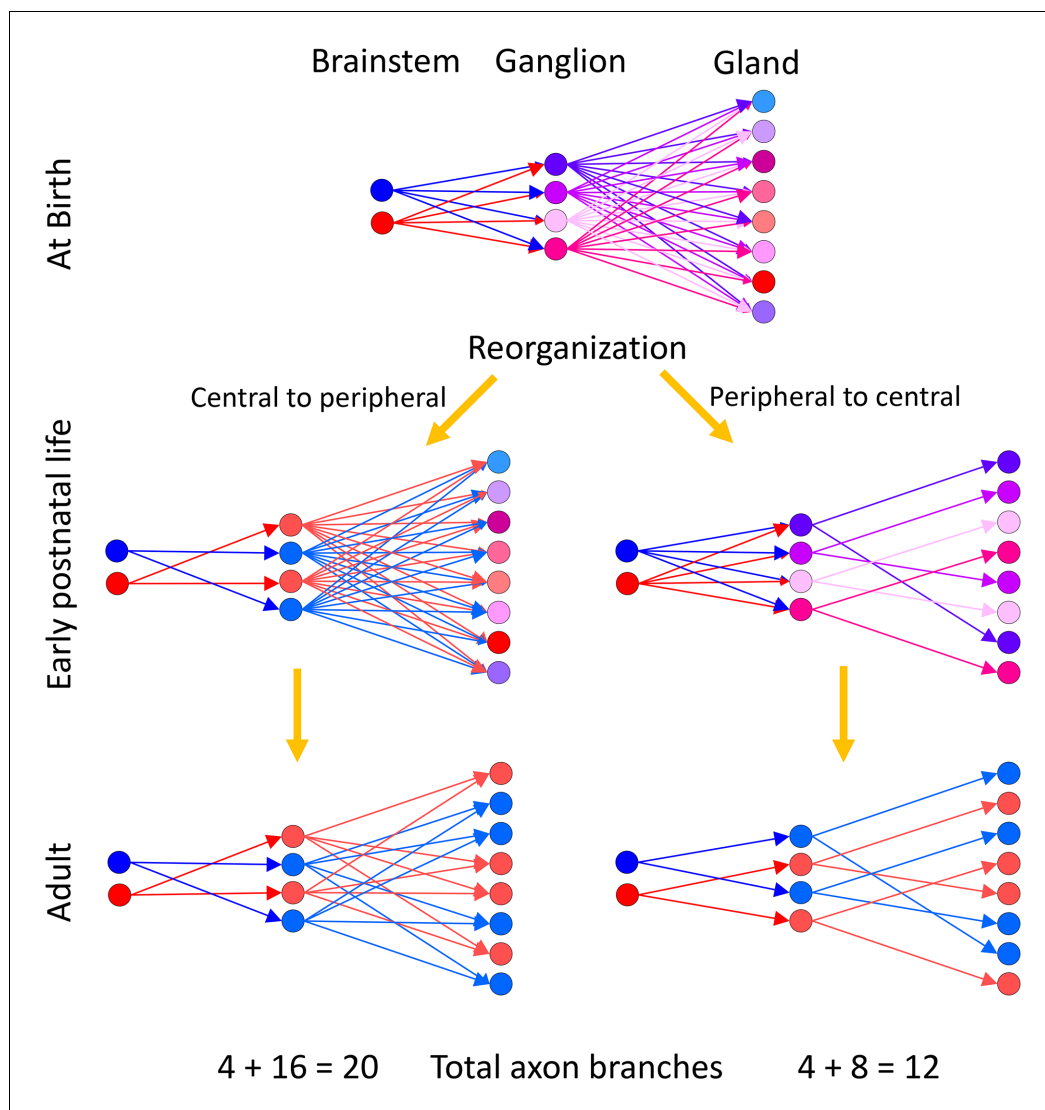 Brainstem Ganglion Gland
At Birth
Reorganization
Central to peripheral
Peripheral to central
Early postnatal life
Adult
4 + 16 = 20 Total axon branches 4 + 8 = 12